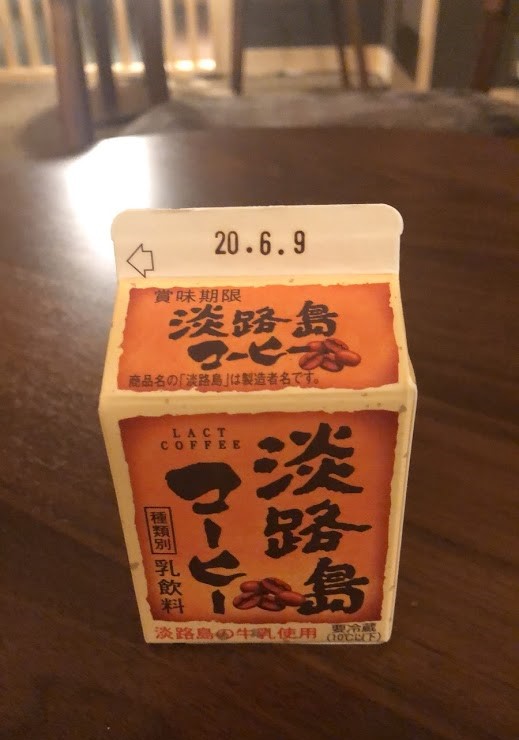 20.6.9
賞味期限
淡路島
コーヒー
商品名の「淡路島」は製造者名です。
LACT
COFFEE
淡路島
コーヒー
種類別
乳飲料
淡路島の牛乳使用
要冷蔵
(10℃以下)